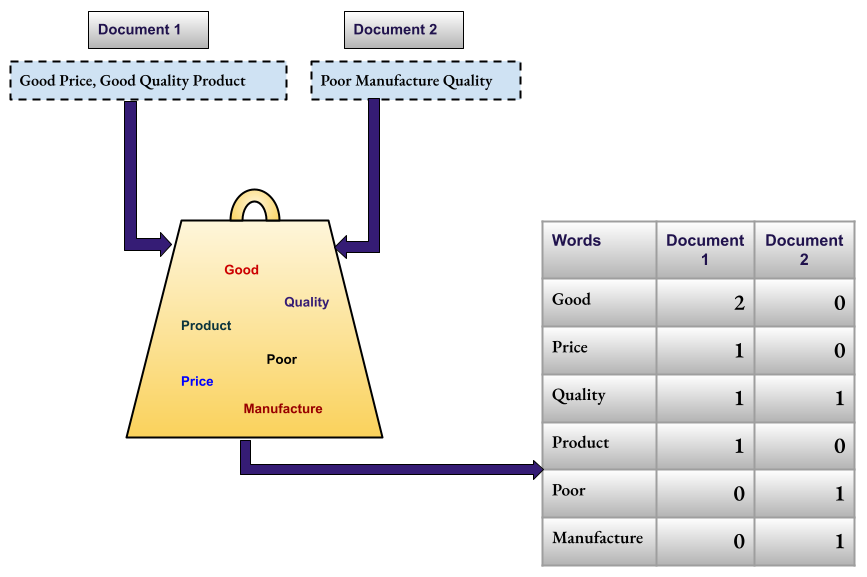 Document 1
Document 2
Good Price, Good Quality Product
Poor Manufacture Quality
Good
Quality
Product
Poor
Price
Manufacture
Words Document 1 Document 2
Good 2 0
Price 1 0
Quality 1 1
Product 1 0
Poor 0 1
Manufacture 0 1